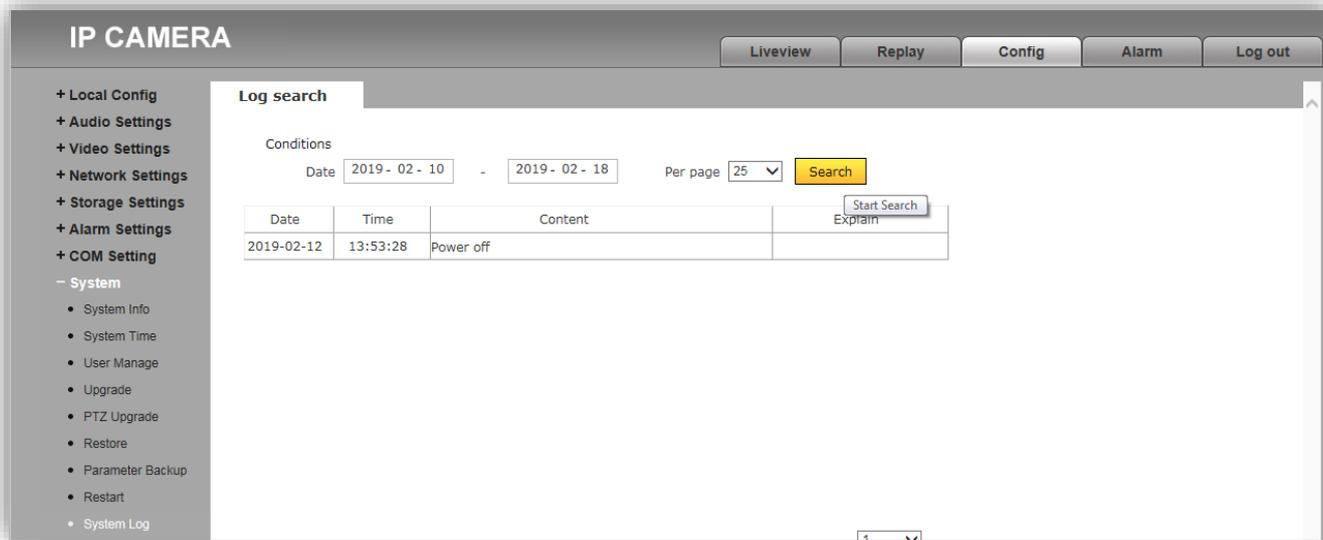 IP CAMERA
Liveview Replay Config Alarm Log out
+ Local Config
+ Audio Settings
+ Video Settings
+ Network Settings
+ Storage Settings
+ Alarm Settings
+ COM Setting
− System
• System Info
• System Time
• User Manage
• Upgrade
• PTZ Upgrade
• Restore
• Parameter Backup
• Restart
• System Log
Log search
Conditions
Date 2019- 02 - 10 - 2019- 02 - 18 Per page 25 Search
Start Search
Date Time Content Explain
2019-02-12 13:53:28 Power off
1